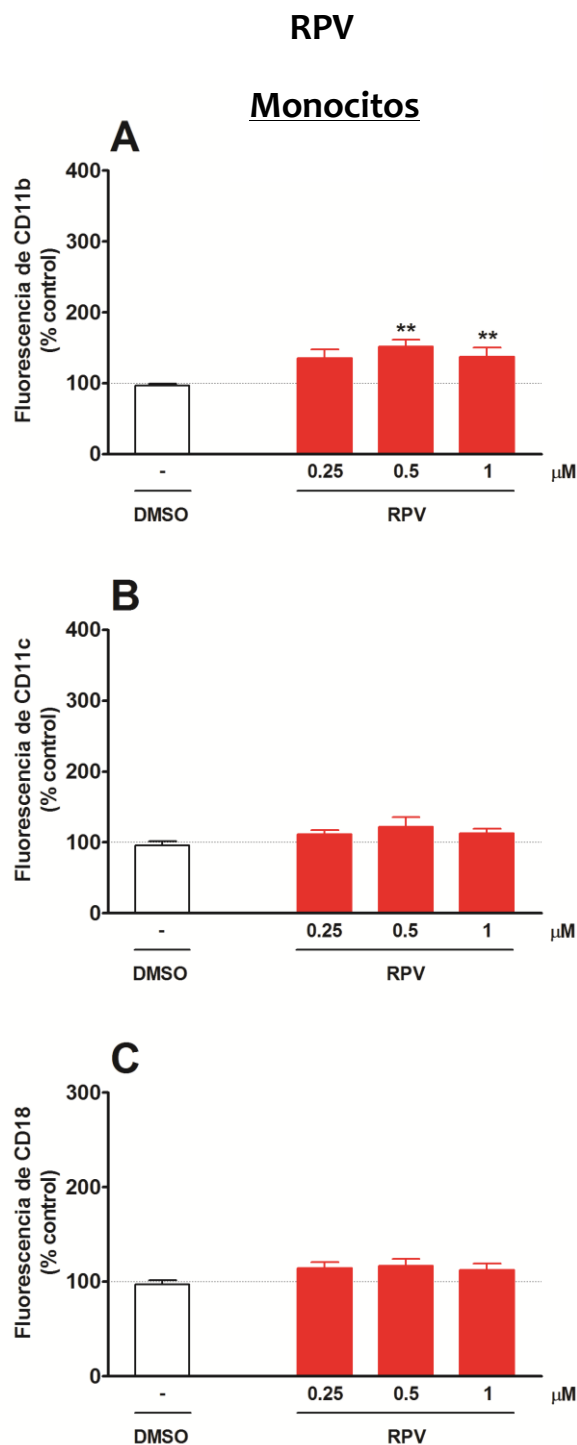 RPV
Monocitos
A
Fluorescencia de CD11b
(% control)
400
300
200
100
0
**
**
-
0.25
0.5
1
µM
DMSO
RPV
B
Fluorescencia de CD11c
(% control)
400
300
200
100
0
-
0.25
0.5
1
µM
DMSO
RPV
C
Fluorescencia de CD18
(% control)
300
200
100
0
-
0.25
0.5
1
µM
DMSO
RPV